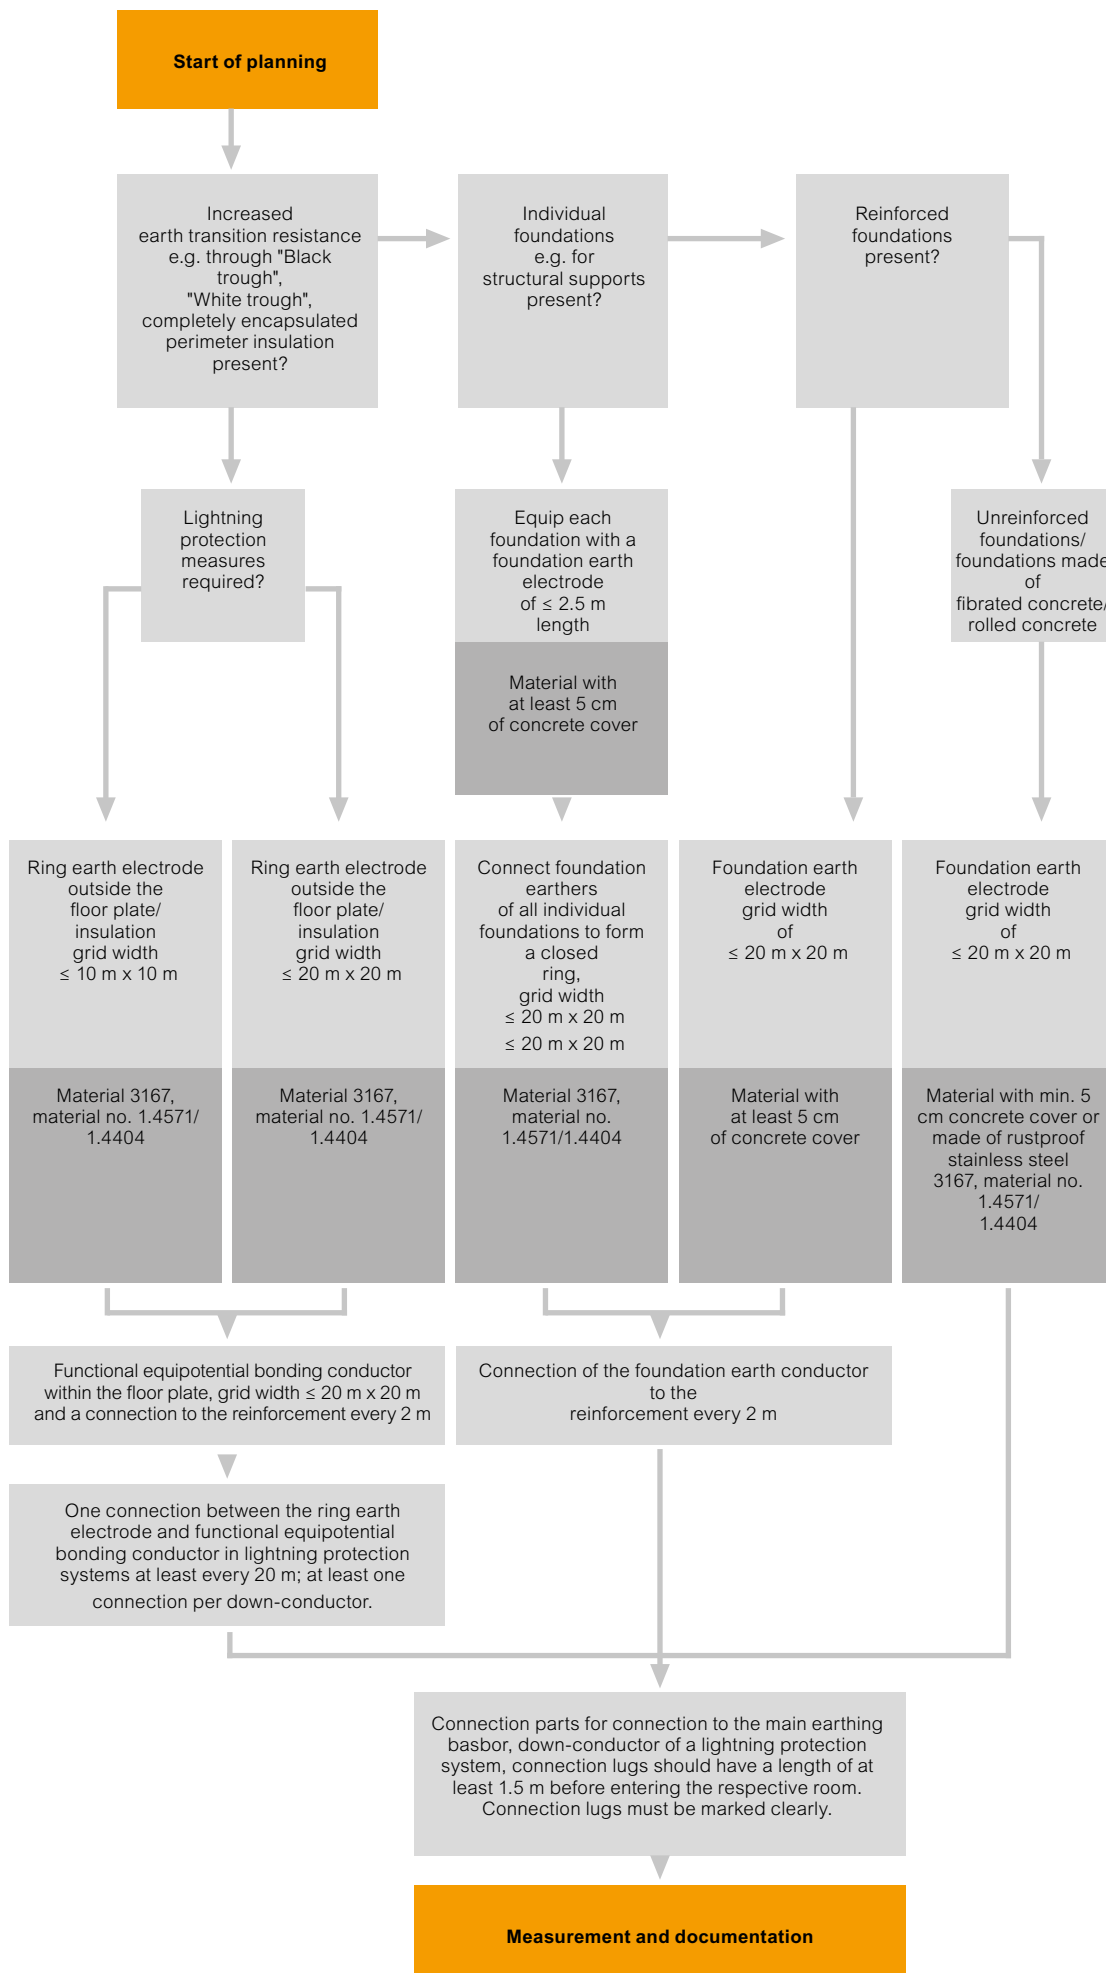 Start of planning
Increased
earth transition resistance
e.g. through "Black
trough",
"White trough",
completely encapsulated
perimeter insulation
present?
Individual
foundations
e.g. for
structural supports
present?
Reinforced
foundations
present?
Lightning
protection
measures
required?
Equip each
foundation with a
foundation earth
electrode
of ≤ 2.5 m
length
Material with
at least 5 cm
of concrete cover
Unreinforced
foundations/
foundations made
of
fibrated concrete/
rolled concrete
Ring earth electrode
outside the
floor plate/
insulation
grid width
≤ 10 m x 10 m
Material 3167,
material no. 1.4571/
1.4404
Ring earth electrode
outside the
floor plate/
insulation
grid width
≤ 20 m x 20 m
Material 3167,
material no. 1.4571/
1.4404
Connect foundation
earthers
of all individual
foundations to form
a closed
ring,
grid width
≤ 20 m x 20 m
≤ 20 m x 20 m
Material 3167,
material no.
1.4571/1.4404
Foundation earth
electrode
grid width
of
≤ 20 m x 20 m
Material with
at least 5 cm
of concrete cover
Foundation earth
electrode
grid width
of
≤ 20 m x 20 m
Material with min. 5
cm concrete cover or
made of rustproof
stainless steel
3167, material no.
1.4571/
1.4404
Functional equipotential bonding conductor
within the floor plate, grid width ≤ 20 m x 20 m
and a connection to the reinforcement every 2 m
Connection of the foundation earth conductor
to the
reinforcement every 2 m
One connection between the ring earth
electrode and functional equipotential
bonding conductor in lightning protection
systems at least every 20 m; at least one
connection per down-conductor.
Connection parts for connection to the main earthing
basbor, down-conductor of a lightning protection
system, connection lugs should have a length of at
least 1.5 m before entering the respective room.
Connection lugs must be marked clearly.
Measurement and documentation